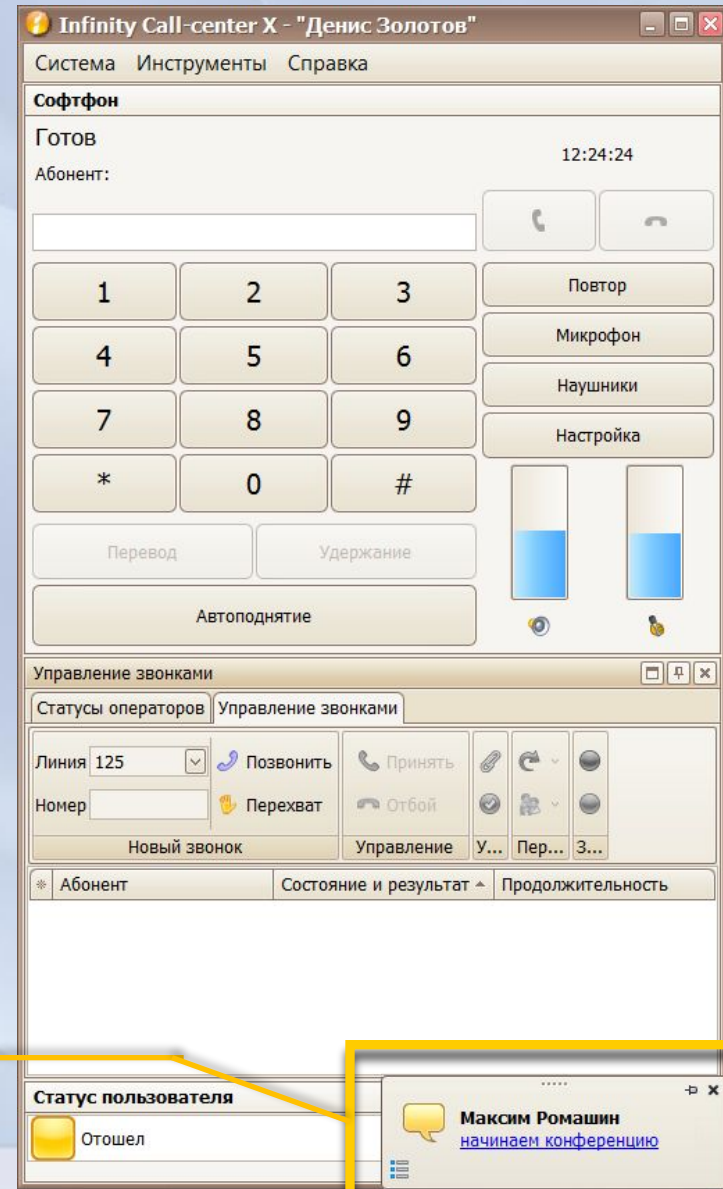 Infinity Call-center X - "Денис Золотов"
Система Инструменты Справка
Софтфон
Готов
12:24:24
Абонент:
1 2 3
Повтор
Микрофон
4 5 6
Наушники
7 8 9
Настройка
* 0 #
Перевод Удержание
Автоподнятие
Управление звонками
Статусы операторов Управление звонками
Линия 125 Позвонить Принять
Номер Перехват Отбой
Новый звонок Управление У... Пер... З...
Абонент Состояние и результат Продолжительность
Статус пользователя
Отошел
Максим Ромашин
начинаем конференцию